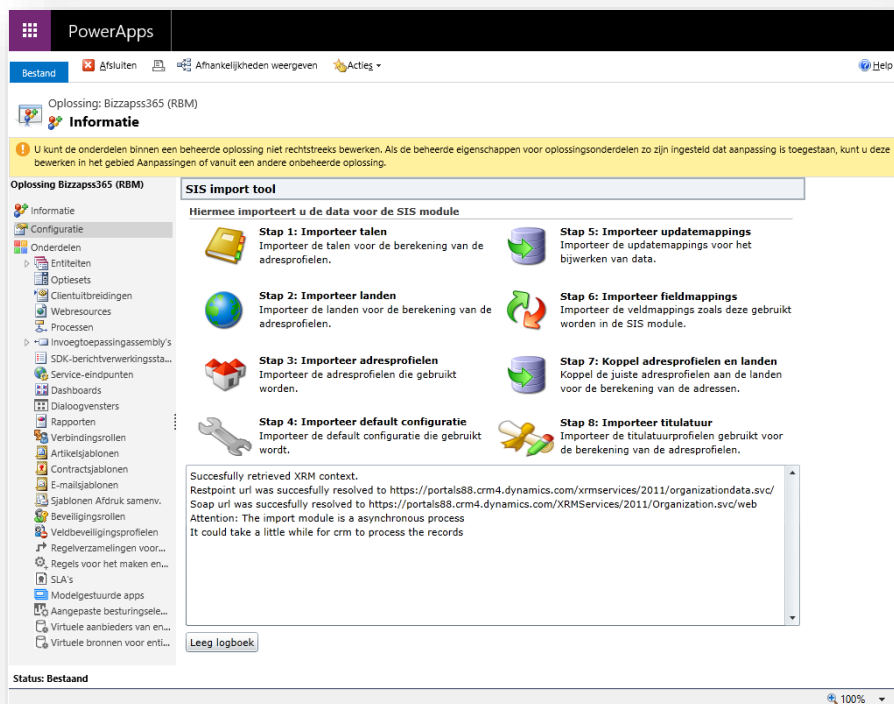 PowerApps
Bestand
Afsluiten
Afhankelijkheden weergeven
Acties
Help
Oplossing: Bizzapss365 (RBM)
Informatie
U kunt de onderdelen binnen een beheerde oplossing niet rechtstreeks bewerken. Als de beheerde eigenschappen voor oplossingsonderdelen zo zijn ingesteld dat aanpassing is toegestaan, kunt u deze
bewerken in het gebied Aanpassingen of vanuit een andere onbeheerde oplossing.
Oplossing Bizzapss365 (RBM)
Informatie
Configuratie
Onderdelen
Entiteiten
Optiesets
Clientuitbreidingen
Webresources
Processen
Invoegtoepassingassembly's
SDK-berichtverwerkingssta...
Service-eindpunten
Dashboards
Dialoogvensters
Rapporten
Verbindingsrollen
Artikelsjablonen
Contractsjablonen
E-mailsjablonen
Sjablonen Afdruk samenv.
Beveiligingsrollen
Veldbeveiligingsprofielen
Regelverzamelingen voor...
Regels voor het maken en...
SLA's
Modelgestuurde apps
Aangepaste besturingsele...
Virtuele aanbieders van en...
Virtuele bronnen voor enti...
SIS import tool
Hiermee importeert u de data voor de SIS module
Stap 1: Importeer talen
Importeer de talen voor de berekening van de
adresprofielen.
Stap 2: Importeer landen
Importeer de landen voor de berekening van de
adresprofielen.
Stap 3: Importeer adresprofielen
Importeer de adresprofielen die gebruikt
worden.
Stap 4: Importeer default configuratie
Importeer de default configuratie die gebruikt
wordt.
Stap 5: Importeer updatemappings
Importeer de updatemappings voor het
bijwerken van data.
Stap 6: Importeer fieldmappings
Importeer de veldmappings zoals deze gebruikt
worden in de SIS module.
Stap 7: Koppel adresprofielen en landen
Koppel de juiste adresprofielen aan de landen
voor de berekening van de adressen.
Stap 8: Importeer titulatuur
Importeer de titulatuurprofielen gebruikt voor
de berekening van de adresprofielen.
Succesfully retrieved XRM context.
Restpoint url was succesfully resolved to https://portals88.crm4.dynamics.com/xrmservices/2011/organizationdata.svc/
Soap url was succesfully resolved to https://portals88.crm4.dynamics.com/XRMServices/2011/Organization.svc/web
Attention: The import module is a asynchronous process
It could take a little while for crm to process the records
Leeg logboek
Status: Bestaand
100%